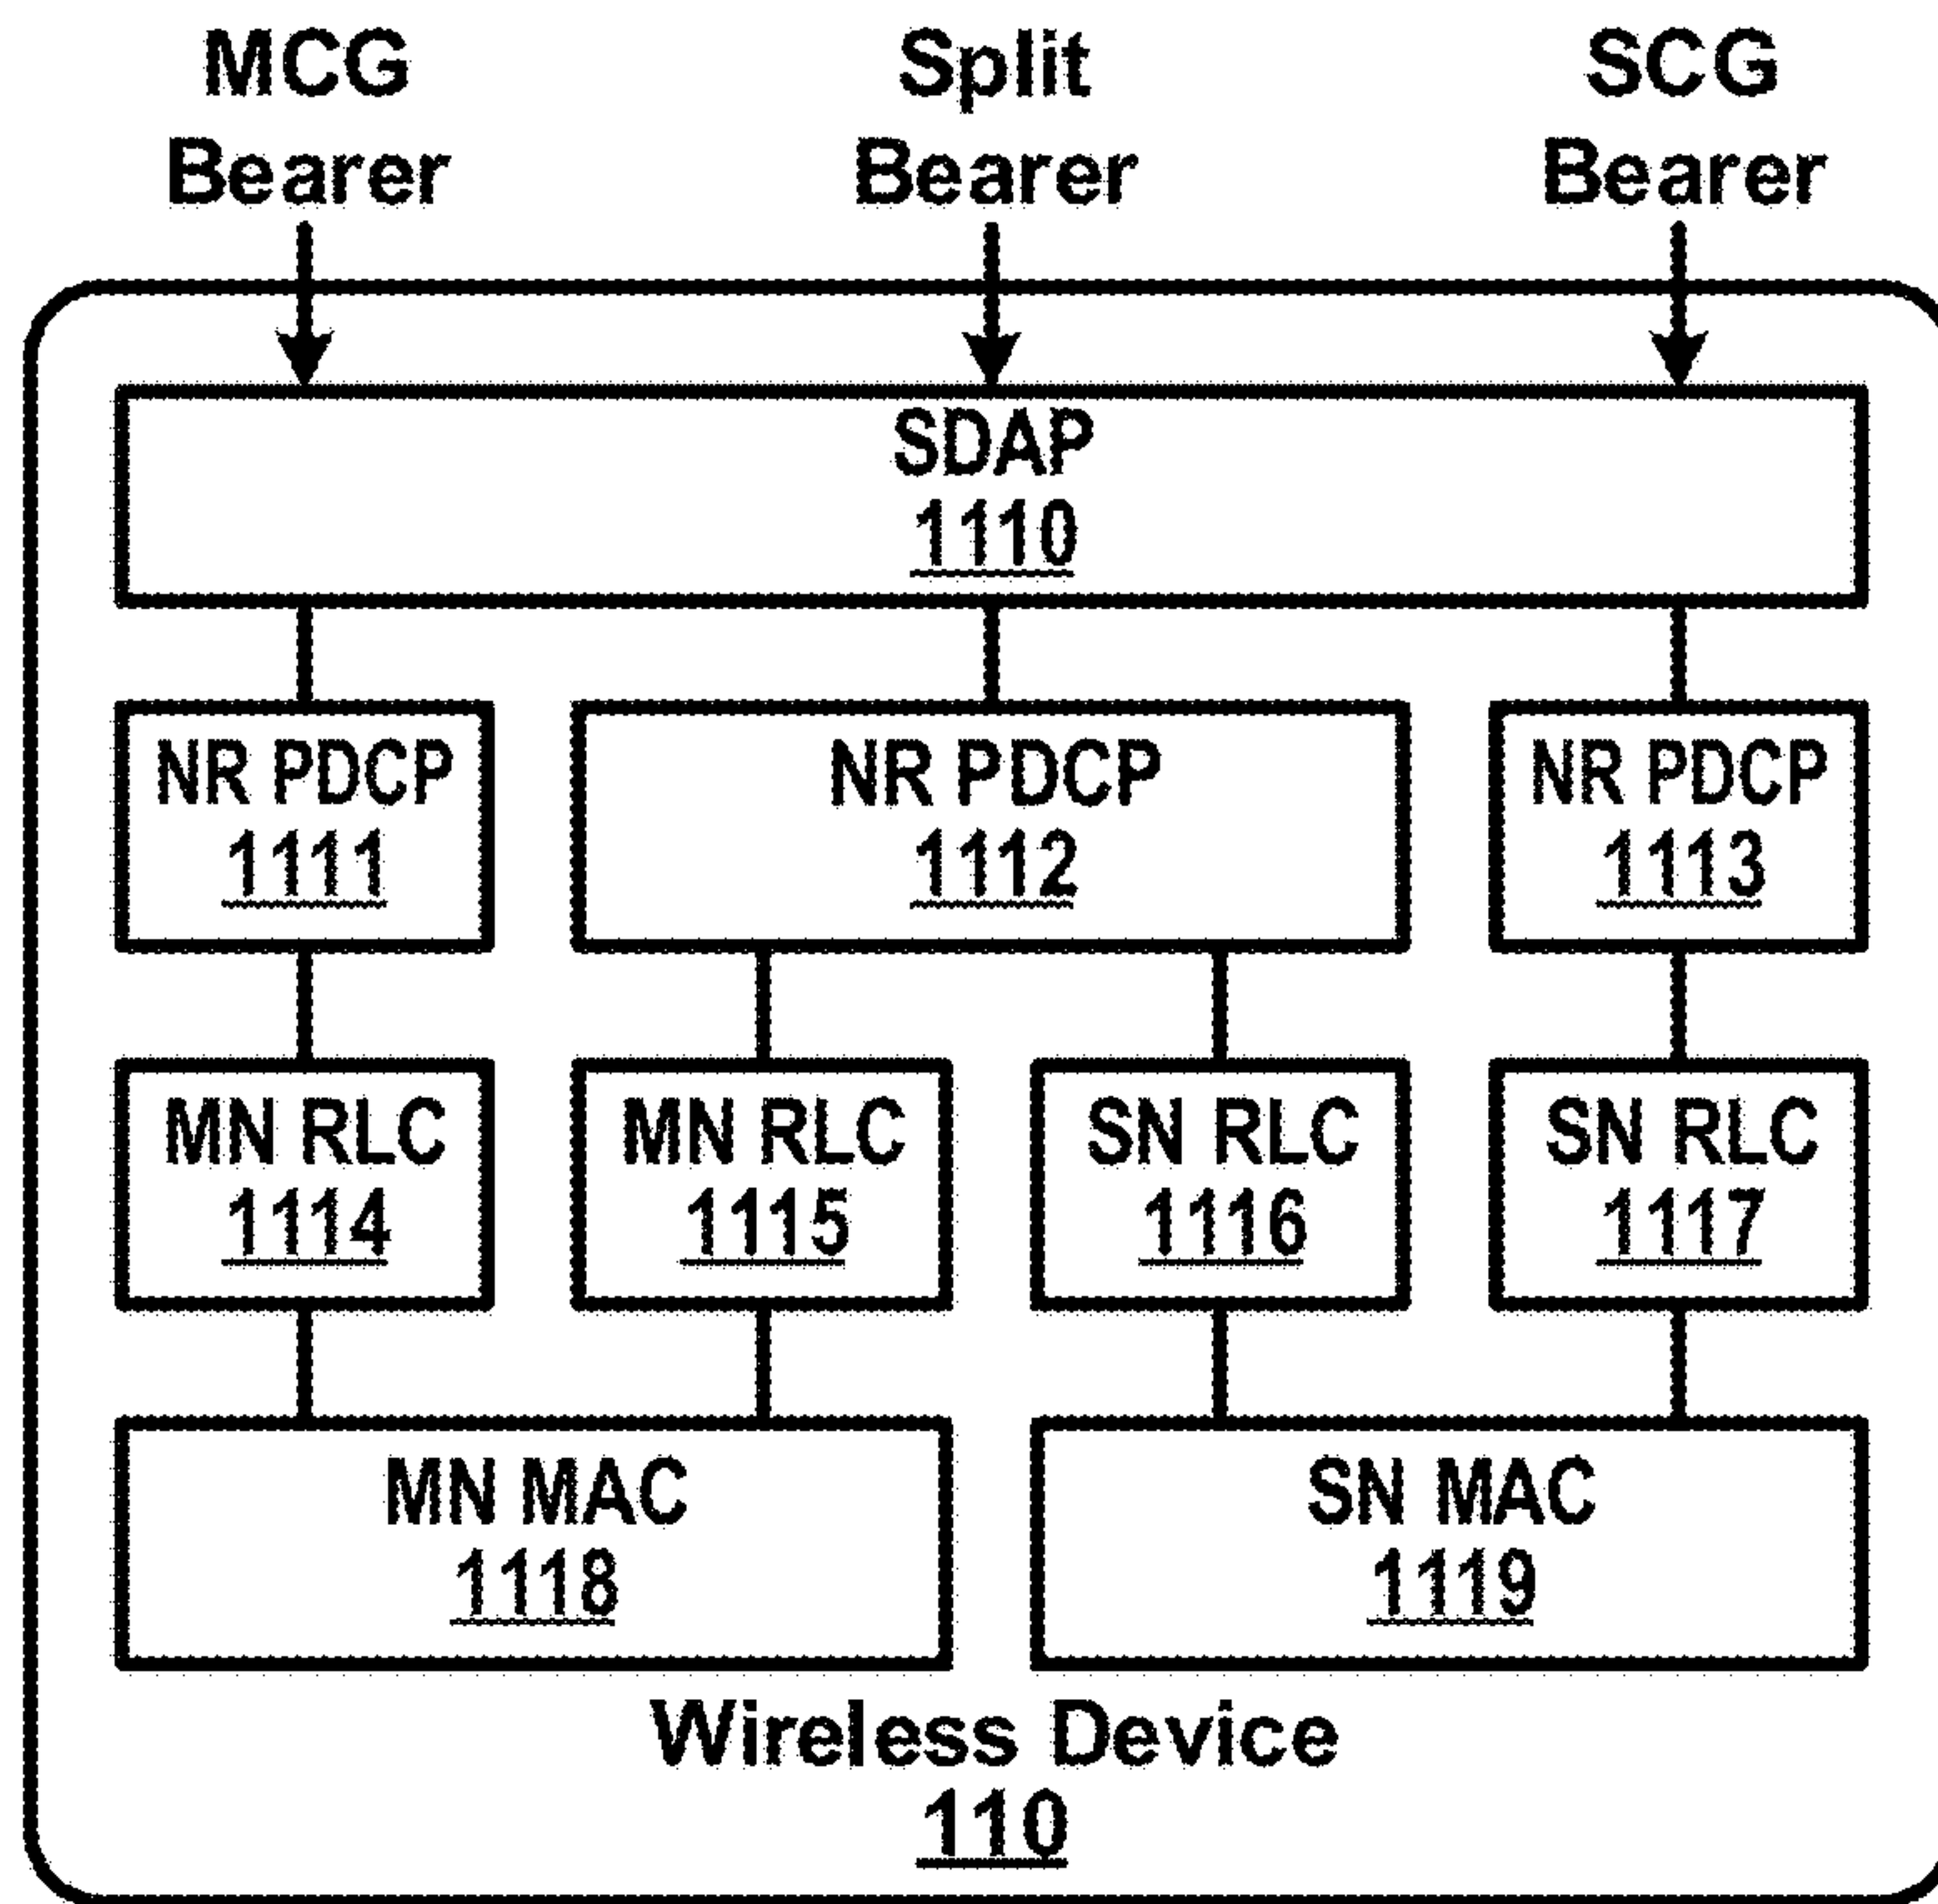 MCG
Bearer
Split
Bearer
SCG
Bearer
SDAP
1110
NR PDCP
1111
NR PDCP
1112
NR PDCP
1113
MN RLC
1114
MN RLC
1115
SN RLC
1116
SN RLC
1117
MN MAC
1118
SN MAC
1119
Wireless Device
110